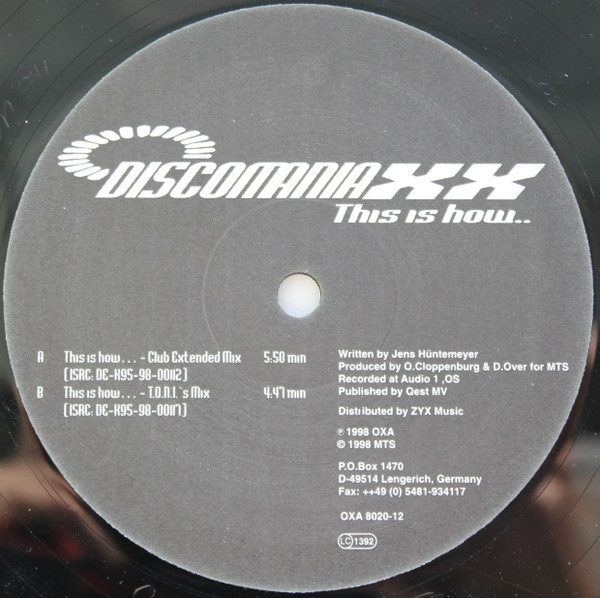 DISCOMANIA XX
This is how..
A This is how... - Club Extended Mix 5:50 min
(ISRC: DE-K95-98-00112)
B This is how... - T.O.N.I.´s Mix 4:47 min
(ISRC: DE-K95-98-00117)
Written by Jens Hüntemeyer
Produced by O.Cloppenburg & D.Over for MTS
Recorded at Audio 1 ,OS
Published by Qest MV
Distributed by ZYX Music
℗ 1998 OXA
© 1998 MTS
P.O.Box 1470
D-49514 Lengerich, Germany
Fax: ++49 (0) 5481-934117
OXA 8020-12
LC 1392